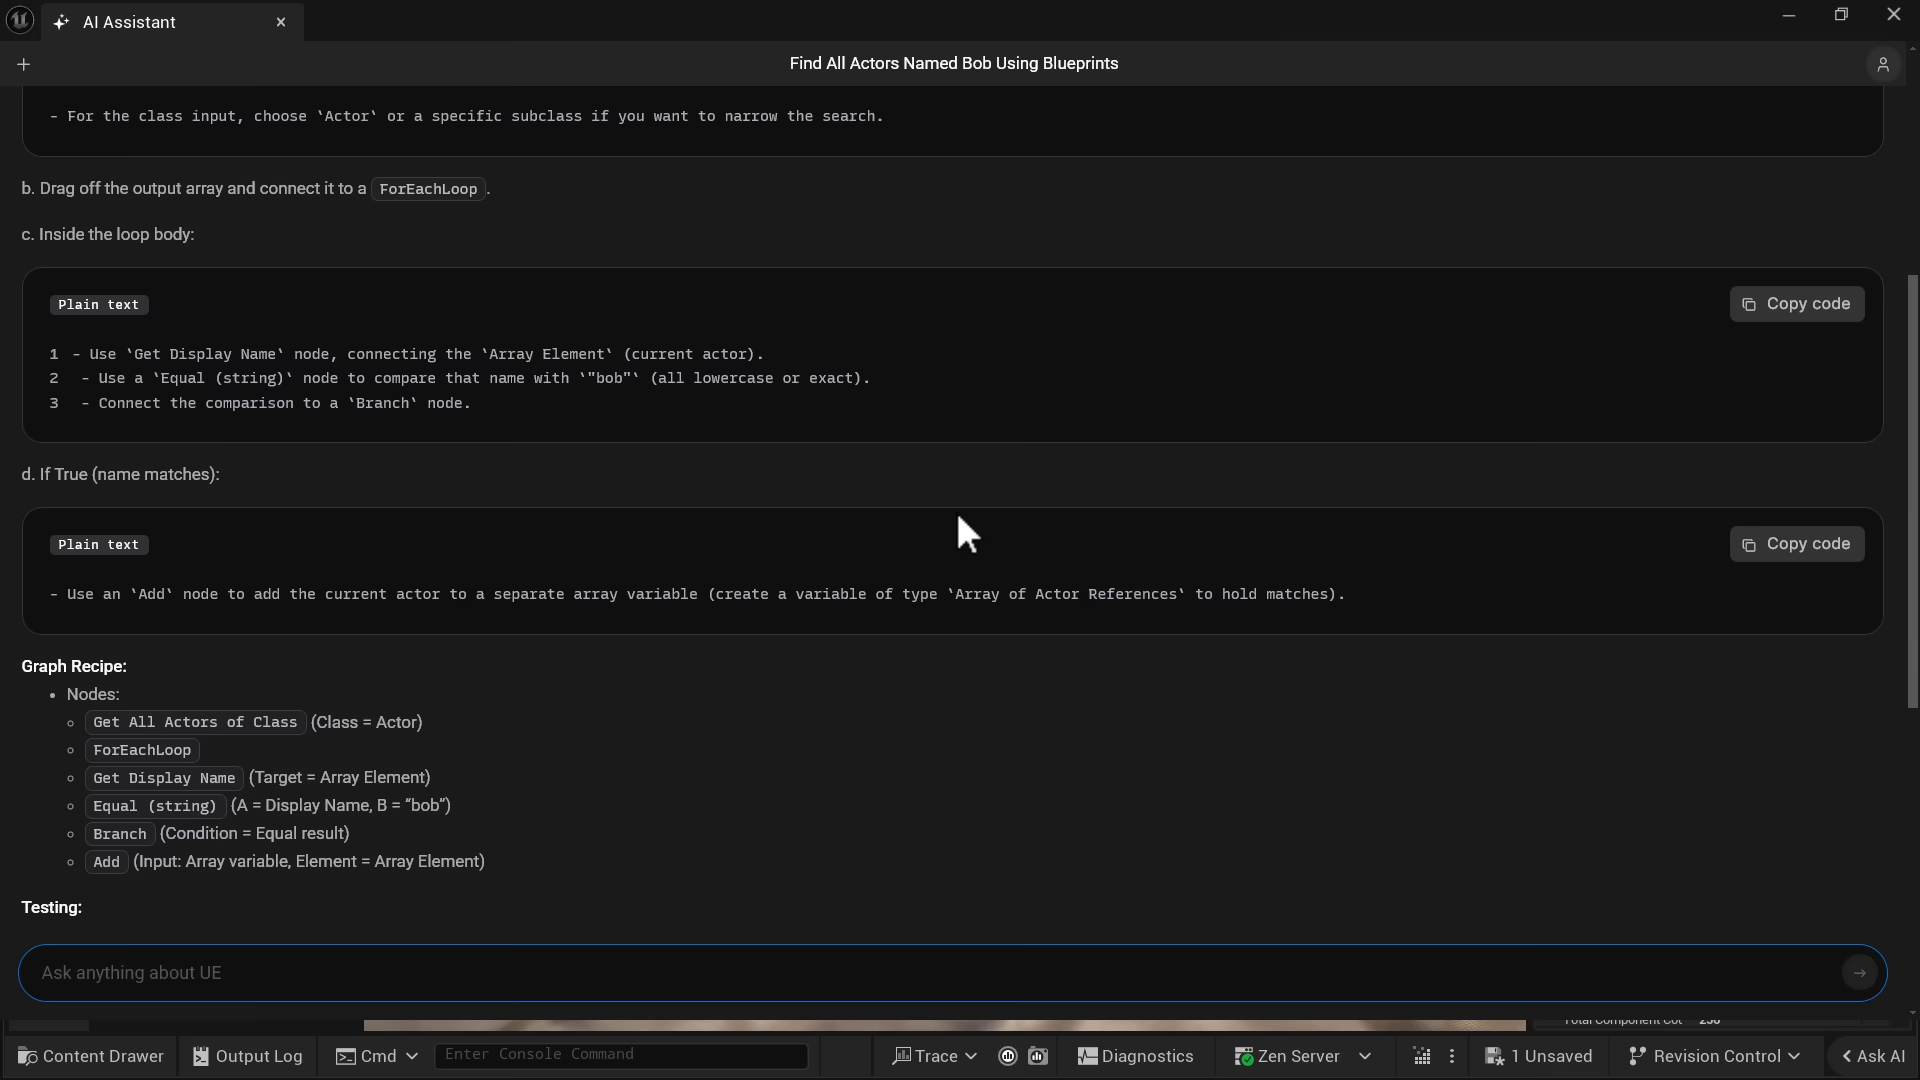 AI Assistant
Find All Actors Named Bob Using Blueprints
- For the class input, choose `Actor` or a specific subclass if you want to narrow the search.
b. Drag off the output array and connect it to a ForEachLoop.
c. Inside the loop body:
Plain text
Copy code
1 - Use `Get Display Name` node, connecting the `Array Element` (current actor).
2 - Use a `Equal (string)` node to compare that name with `"bob"` (all lowercase or exact).
3 - Connect the comparison to a `Branch` node.
d. If True (name matches):
Plain text
Copy code
- Use an `Add` node to add the current actor to a separate array variable (create a variable of type `Array of Actor References` to hold matches).
Graph Recipe:
• Nodes:
Get All Actors of Class (Class = Actor)
ForEachLoop
Get Display Name (Target = Array Element)
Equal (string) (A = Display Name, B = “bob”)
Branch (Condition = Equal result)
Add (Input: Array variable, Element = Array Element)
Testing:
Ask anything about UE
Content Drawer
Output Log
Cmd
Enter Console Command
Trace
Diagnostics
Zen Server
1 Unsaved
Revision Control
Ask AI